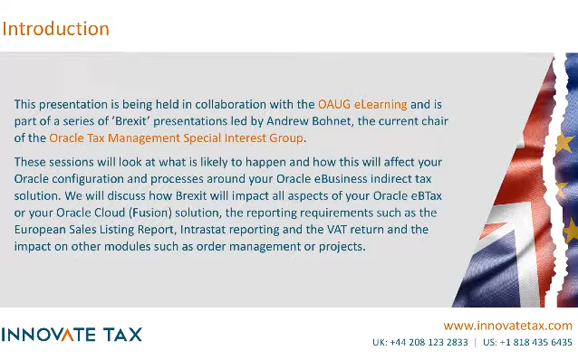 Introduction
This presentation is being held in collaboration with the OAUG eLearning and is
part of a series of 'Brexit' presentations led by Andrew Bohnet, the current chair
of the Oracle Tax Management Special Interest Group.
These sessions will look at what is likely to happen and how this will affect your
Oracle configuration and processes around your Oracle eBusiness indirect tax
solution. We will discuss how Brexit will impact all aspects of your Oracle eBTax
or your Oracle Cloud (Fusion) solution, the reporting requirements such as the
European Sales Listing Report, Intrastat reporting and the VAT return and the
impact on other modules such as order management or projects.
INNOVATE TAX
www.innovatetax.com
UK: +44 208 123 2833 | US: +1 818 435 6435